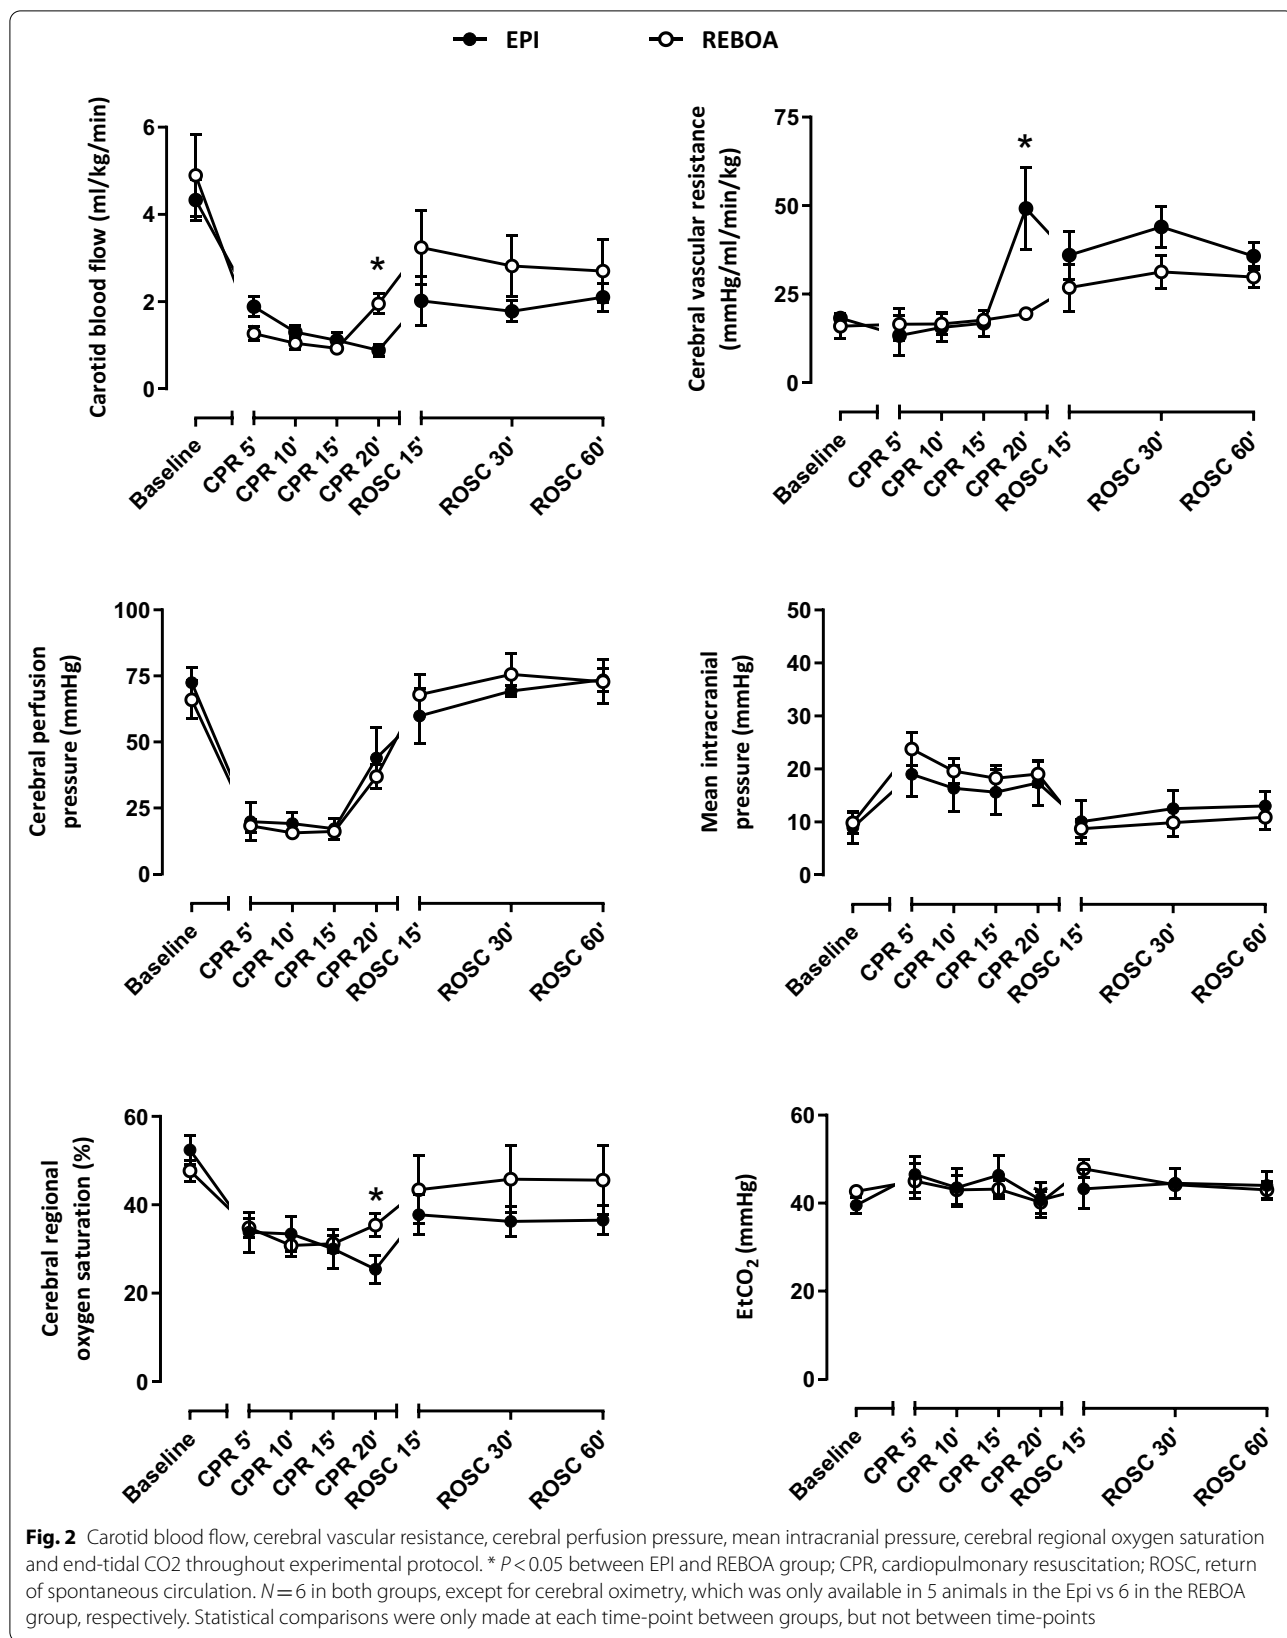 EPI REBOA
Carotid blood flow (ml/kg/min)
6
4
2
0
Baseline
CPR 5'
CPR 10'
CPR 15'
CPR 20'
ROSC 15'
ROSC 30'
ROSC 60'
*
Cerebral vascular resistance
(mmHg/ml/min/kg)
75
50
25
0
Baseline
CPR 5'
CPR 10'
CPR 15'
CPR 20'
ROSC 15'
ROSC 30'
ROSC 60'
*
Cerebral perfusion
pressure (mmHg)
100
75
50
25
0
Baseline
CPR 5'
CPR 10'
CPR 15'
CPR 20'
ROSC 15'
ROSC 30'
ROSC 60'
Mean intracranial
pressure (mmHg)
50
40
30
20
10
0
Baseline
CPR 5'
CPR 10'
CPR 15'
CPR 20'
ROSC 15'
ROSC 30'
ROSC 60'
Cerebral regional
oxygen saturation (%)
60
40
20
0
Baseline
CPR 5'
CPR 10'
CPR 15'
CPR 20'
ROSC 15'
ROSC 30'
ROSC 60'
*
EtCO2 (mmHg)
60
40
20
0
Baseline
CPR 5'
CPR 10'
CPR 15'
CPR 20'
ROSC 15'
ROSC 30'
ROSC 60'
Fig. 2 Carotid blood flow, cerebral vascular resistance, cerebral perfusion pressure, mean intracranial pressure, cerebral regional oxygen saturation
and end-tidal CO2 throughout experimental protocol. * P < 0.05 between EPI and REBOA group; CPR, cardiopulmonary resuscitation; ROSC, return
of spontaneous circulation. N = 6 in both groups, except for cerebral oximetry, which was only available in 5 animals in the Epi vs 6 in the REBOA
group, respectively. Statistical comparisons were only made at each time-point between groups, but not between time-points